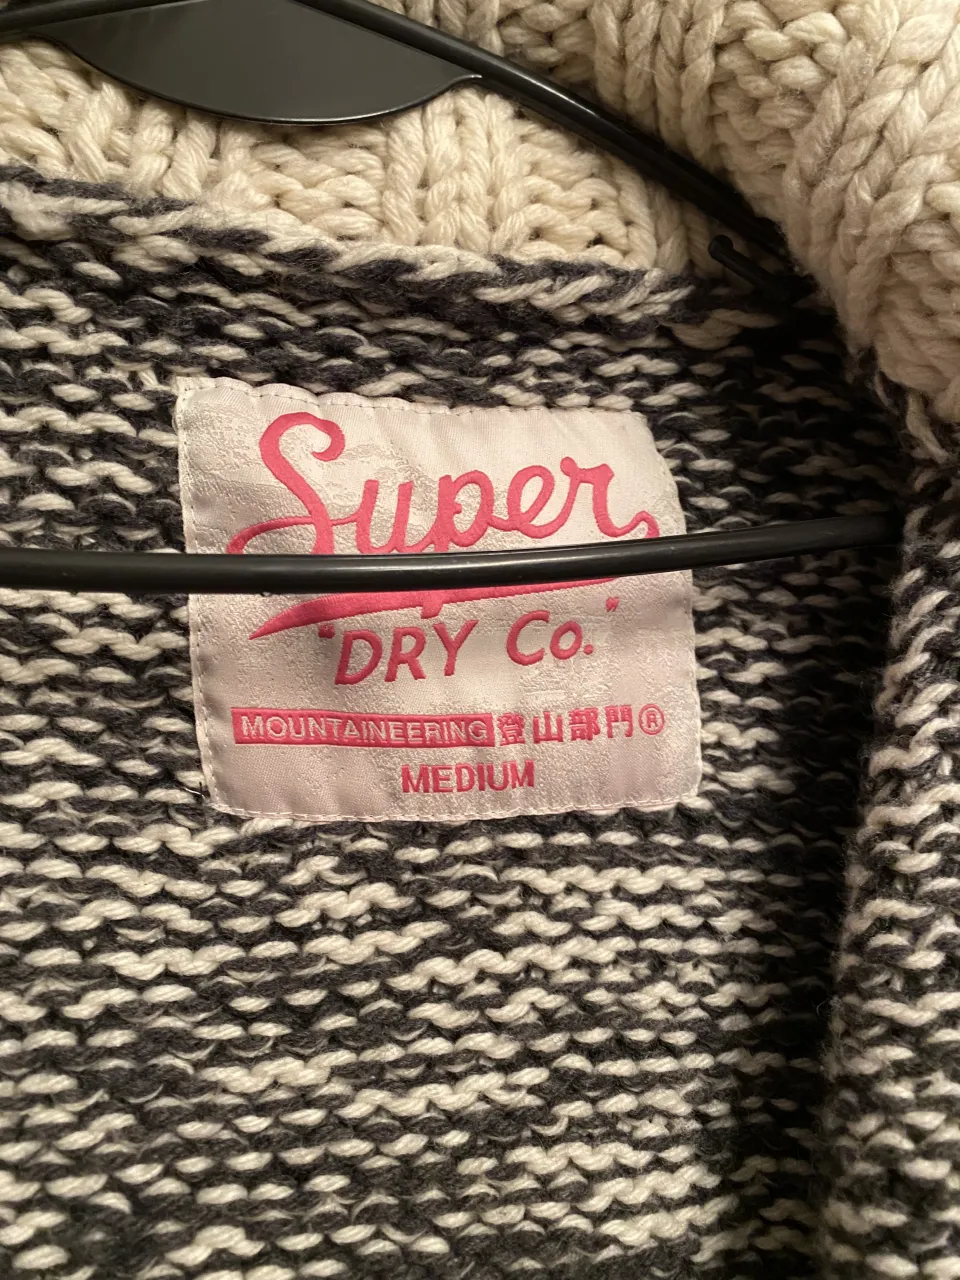 Super
"DRY Co."
MOUNTAINEERING 登山部門®
MEDIUM